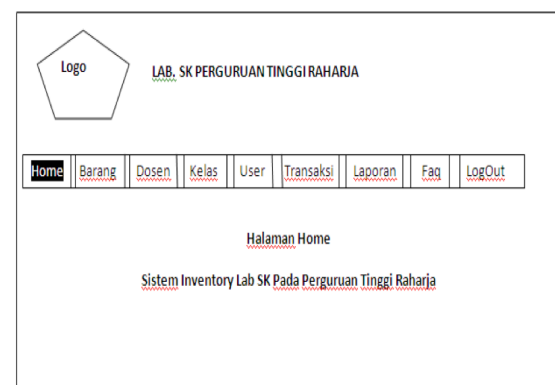 Logo
LAB. SK PERGURUAN TINGGI RAHARJA
Home Barang Dosen Kelas User Transaksi Laporan Faq LogOut
Halaman Home
Sistem Inventory Lab SK Pada Perguruan Tinggi Raharja